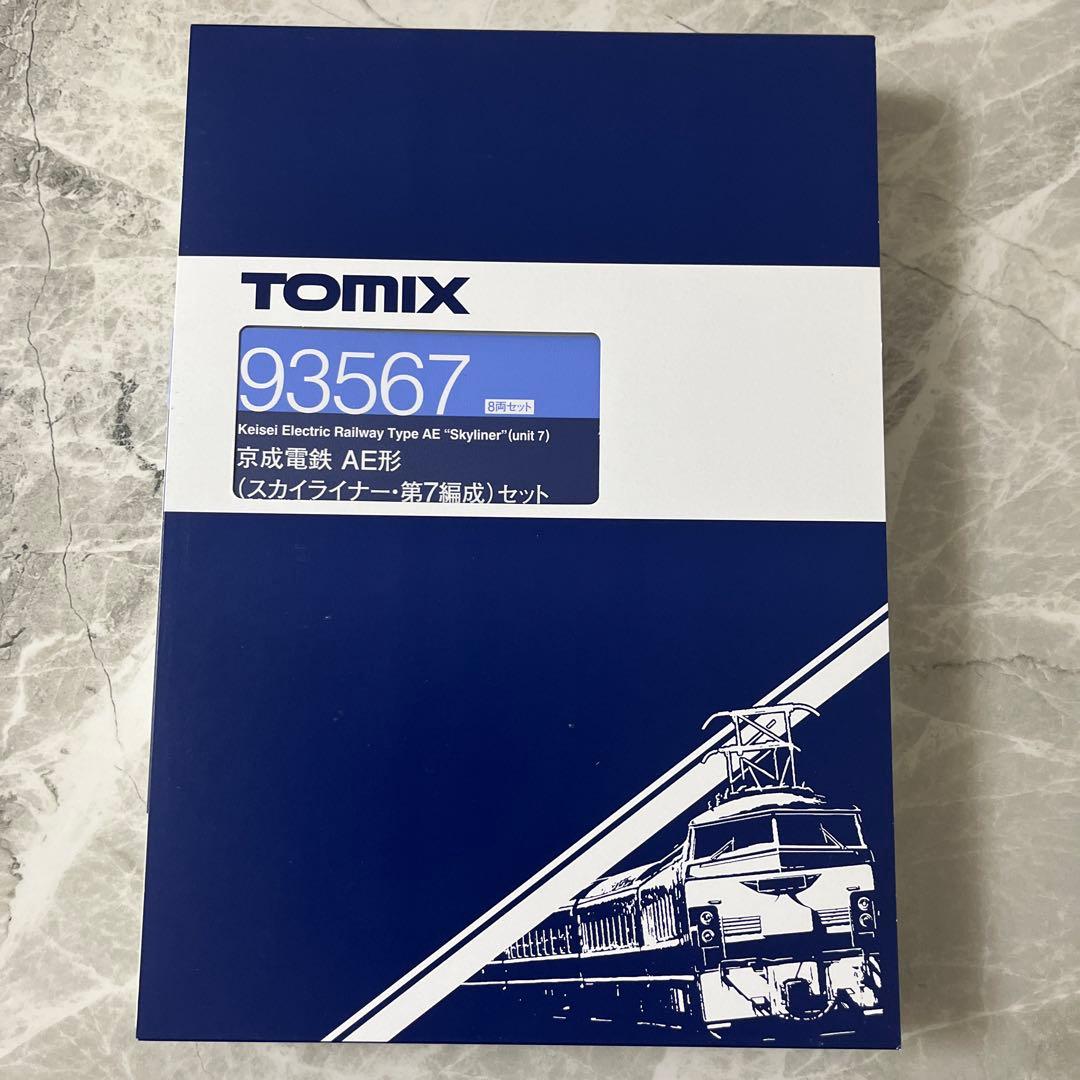 TOMIX
93567 8両セット
Keisei Electric Railway Type AE “Skyliner”(unit 7)
京成電鉄 AE形
(スカイライナー・第7編成)セット